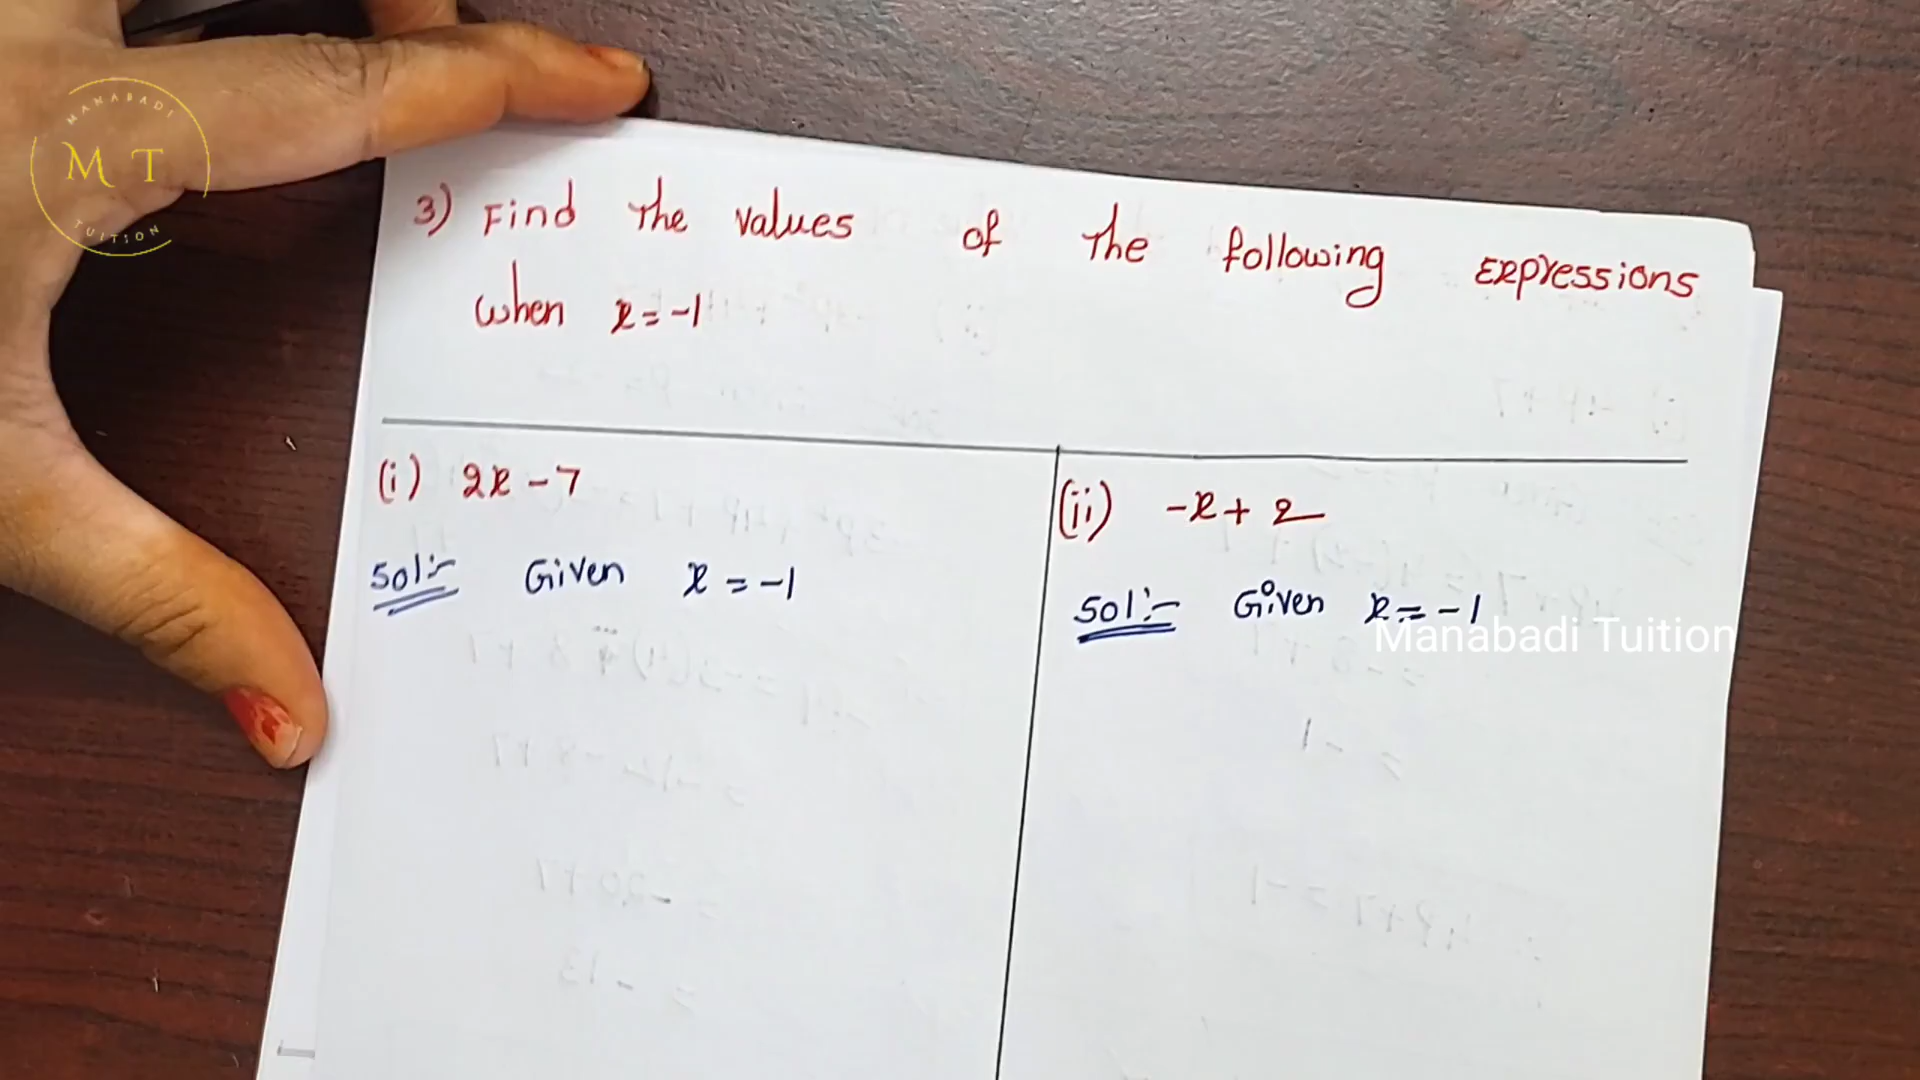 MANABADI
M T
TUITION
3) Find the values of the following expressions
when x = -1
(i) 2x - 7
Sol:- Given x = -1
(ii) -x + 2
Sol:- Given x = -1
Manabadi Tuition